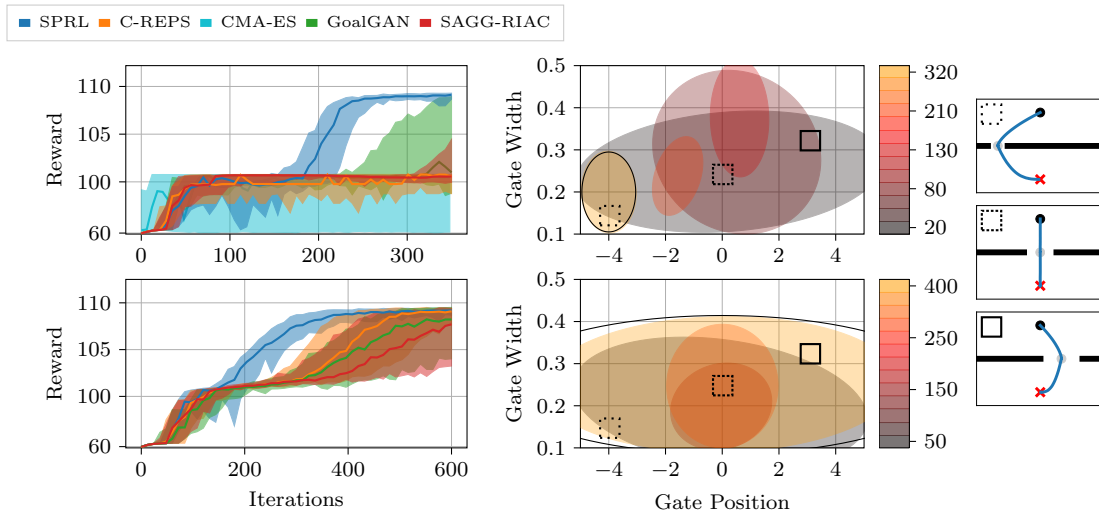 SPRL C-REPS CMA-ES GoalGAN SAGG-RIAC
110
105
100
60
Reward
0 100 200 300
0.5
0.4
0.3
0.2
0.1
Gate Width
−4 −2 0 2 4
320
210
130
80
20
110
105
100
60
Reward
0 200 400 600
Iterations
0.5
0.4
0.3
0.2
0.1
Gate Width
−4 −2 0 2 4
Gate Position
400
250
150
50